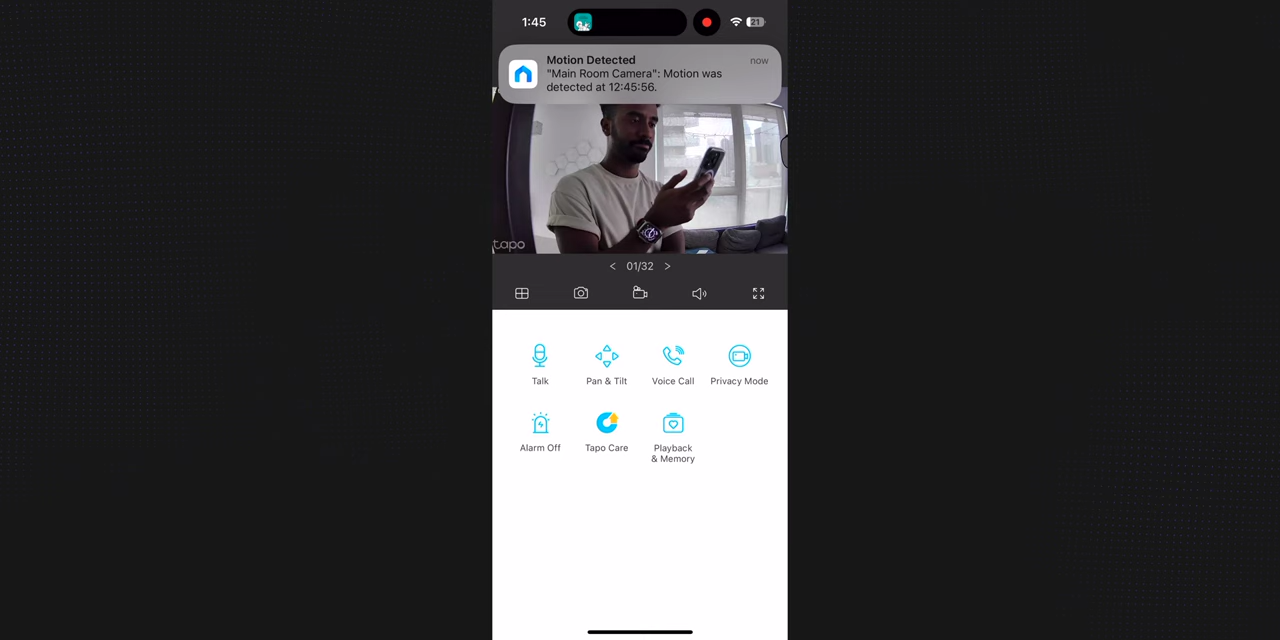 1:45
21
Motion Detected
now
"Main Room Camera": Motion was
detected at 12:45:56.
tapo
< 01/32 >
Talk
Pan & Tilt
Voice Call
Privacy Mode
Alarm Off
Tapo Care
Playback
& Memory